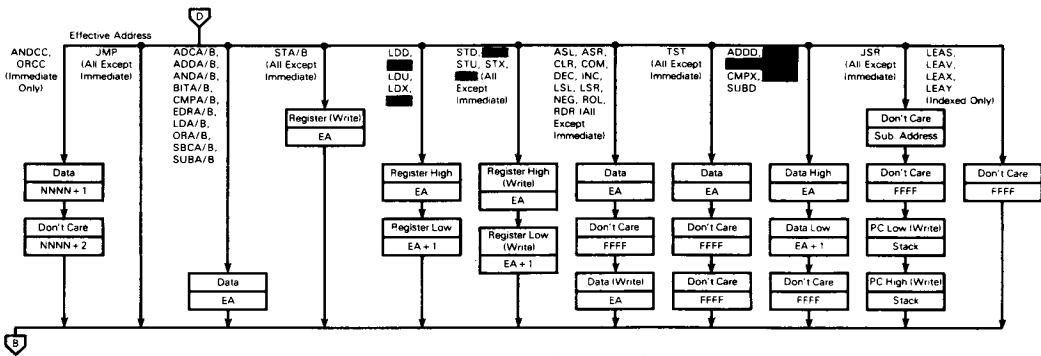 D
Effective Address
ANDCC,
ORCC
(Immediate
Only)
JMP
(All Except
Immediate)
ADCA/B,
ADDA/B,
ANDA/B,
BITA/B,
CMPA/B,
EDRA/B,
LDA/B,
ORA/B,
SBCA/B,
SUBA/B
STA/B
(All Except
Immediate)
LDD,
LDU,
LDX,
STD,
STU, STX,
(All
Except
Immediate)
ASL, ASR,
CLR, COM,
DEC, INC,
LSL, LSR,
NEG, ROL,
RDR (All
Except
Immediate)
TST
(All Except
Immediate)
ADDD,
CMPX,
SUBD
JSR
(All Except
Immediate)
LEAS,
LEAV,
LEAX,
LEAY
(Indexed Only)
Data
NNNN + 1
Don't Care
NNNN + 2
Data
EA
Register (Write)
EA
Register High
EA
Register Low
EA + 1
Register High
(Write)
EA
Register Low
(Write)
EA + 1
Data
EA
Don't Care
FFFF
Data (Write)
EA
Data
EA
Don't Care
FFFF
Don't Care
FFFF
Data High
EA
Data Low
EA + 1
Don't Care
FFFF
Don't Care
Sub Address
Don't Care
FFFF
PC Low (Write)
Stack
PC High (Write)
Stack
Don't Care
FFFF
B